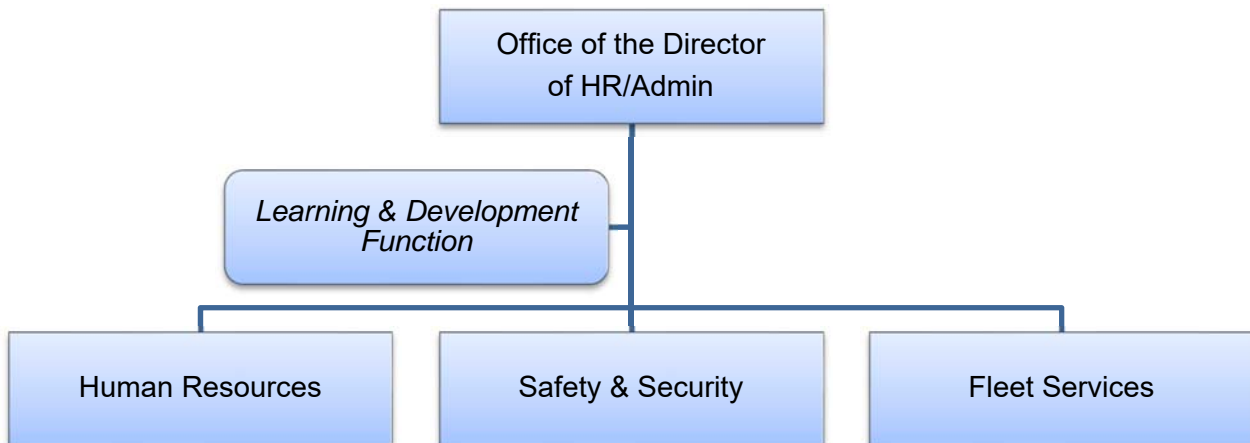 Office of the Director
of HR/Admin
Learning & Development
Function
Human Resources
Safety & Security
Fleet Services